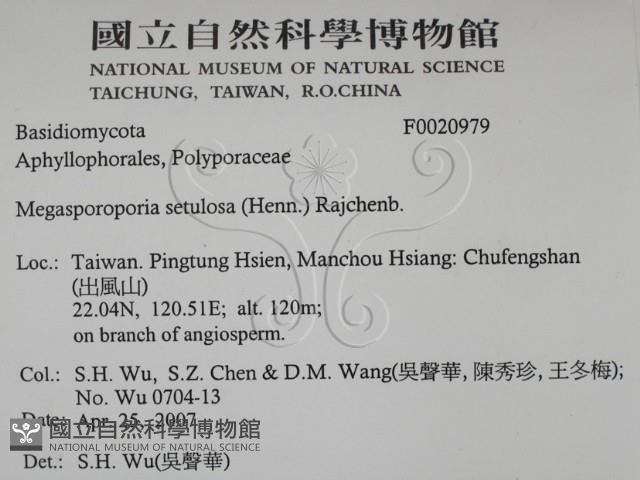 國立自然科學博物館
NATIONAL MUSEUM OF NATURAL SCIENCE
TAICHUNG, TAIWAN, R.O.CHINA
Basidiomycota F0020979
Aphyllophorales, Polyporaceae
Megasporoporia setulosa (Henn.) Rajchenb.
Loc.: Taiwan. Pingtung Hsien, Manchou Hsiang: Chufengshan
(出風山)
22.04N, 120.51E; alt. 120m;
on branch of angiosperm.
Col.: S.H. Wu, S.Z. Chen & D.M. Wang(吳聲華, 陳秀珍, 王冬梅);
No. Wu 0704-13
Date: Apr. 25, 2007
國立自然科學博物館
NATIONAL MUSEUM OF NATURAL SCIENCE
Det.: S.H. Wu(吳聲華)